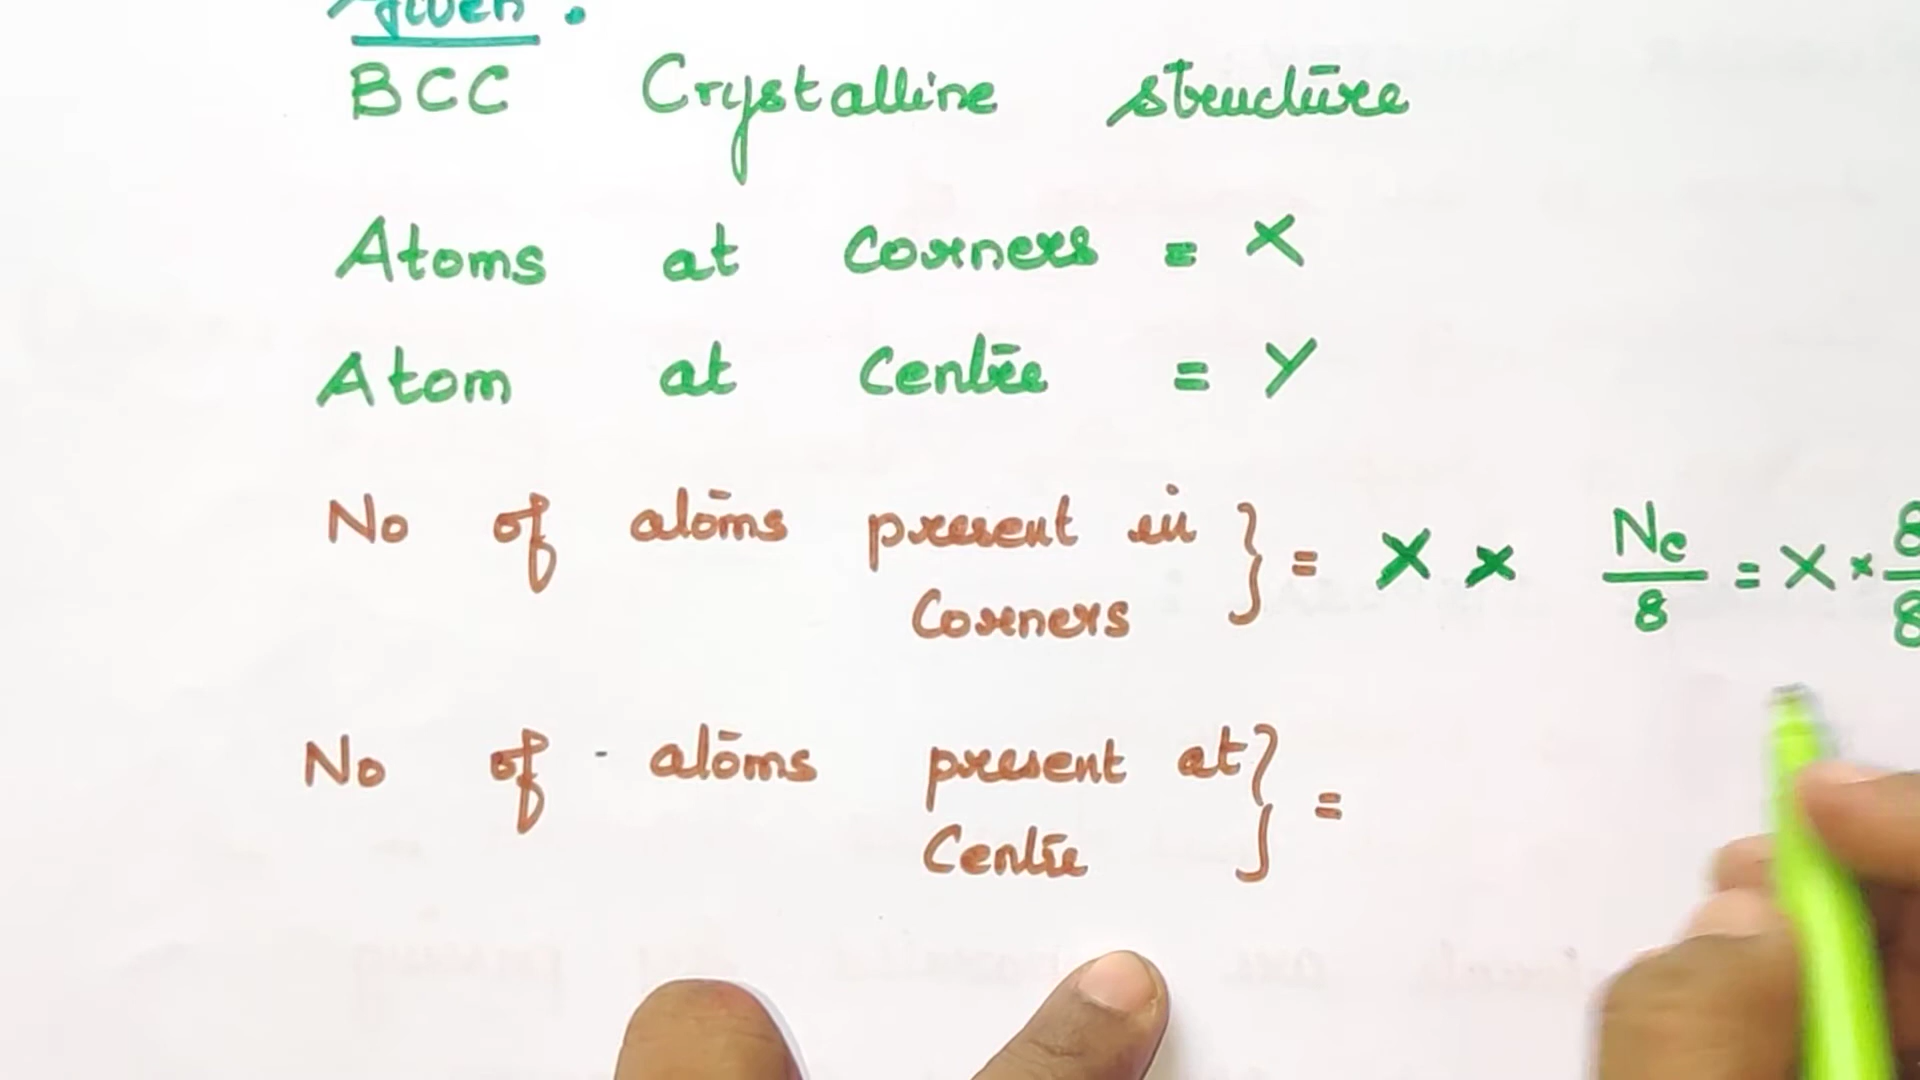 given :
BCC Crystalline structure
Atoms at Corners = X
Atom at Centre = Y
No of atoms present in } = X × Nc/8 = X × 8/8
Corners
No of atoms present at } =
Centre